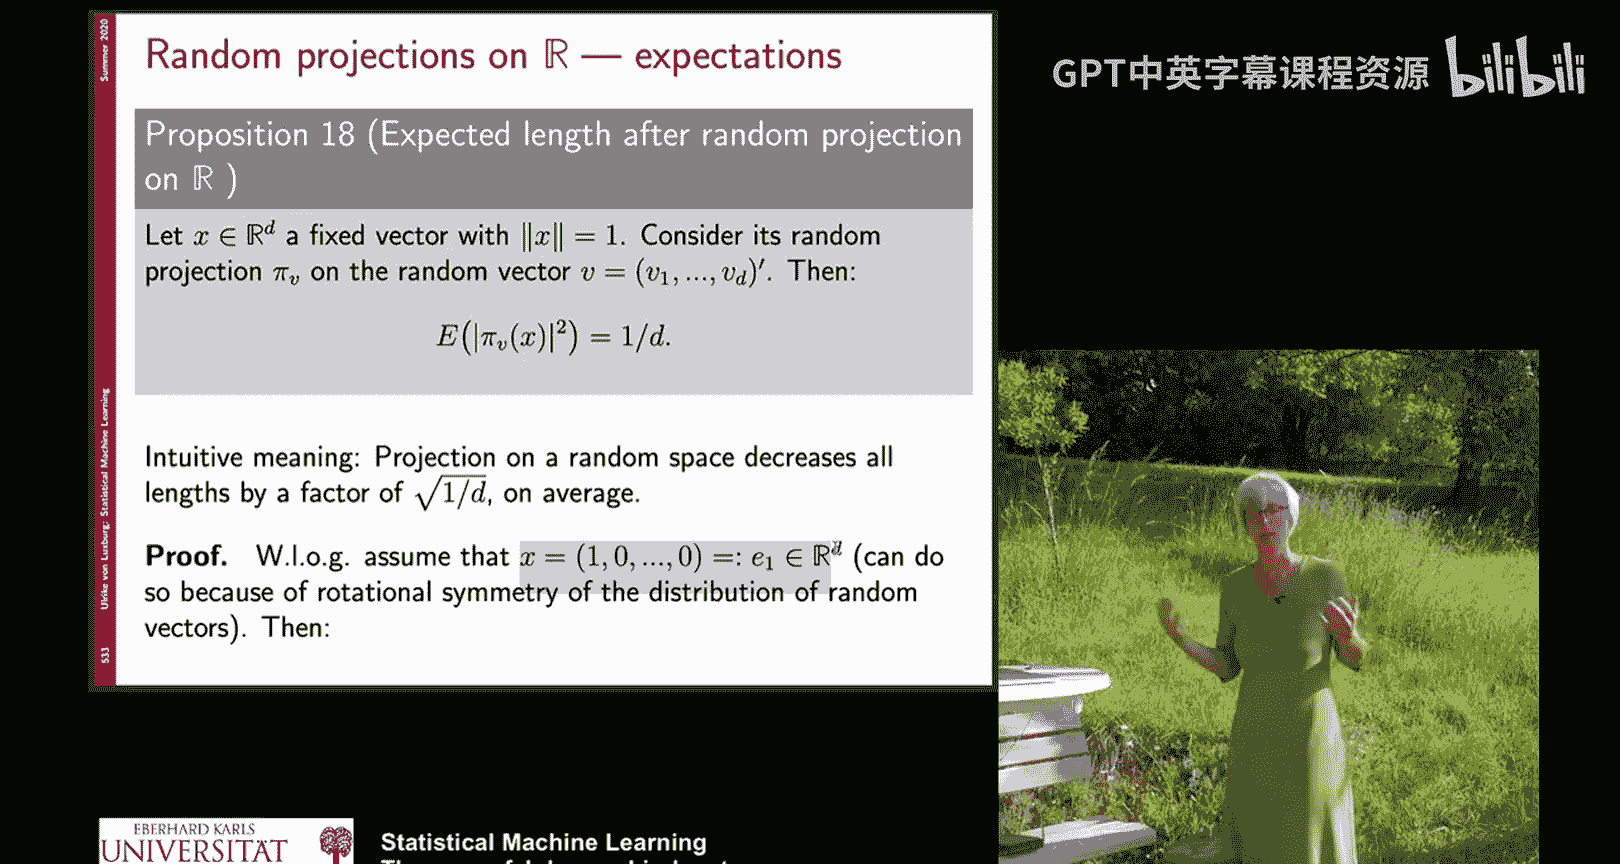 Summer 2020
Random projections on ℝ — expectations
Proposition 18 (Expected length after random projection
on ℝ )
Let x ∈ ℝ^d a fixed vector with ‖x‖ = 1. Consider its random
projection π_v on the random vector v = (v_1, ..., v_d)′. Then:
E(|π_v(x)|^2) = 1/d.
Intuitive meaning: Projection on a random space decreases all
lengths by a factor of √1/d, on average.
Proof. W.l.o.g. assume that x = (1, 0, ..., 0) =: e_1 ∈ ℝ^d (can do
so because of rotational symmetry of the distribution of random
vectors). Then:
Ulrike von Luxburg: Statistical Machine Learning
533
GPT中英字幕课程资源 bilibili
EBERHARD KARLS
UNIVERSITÄT
Statistical Machine Learning